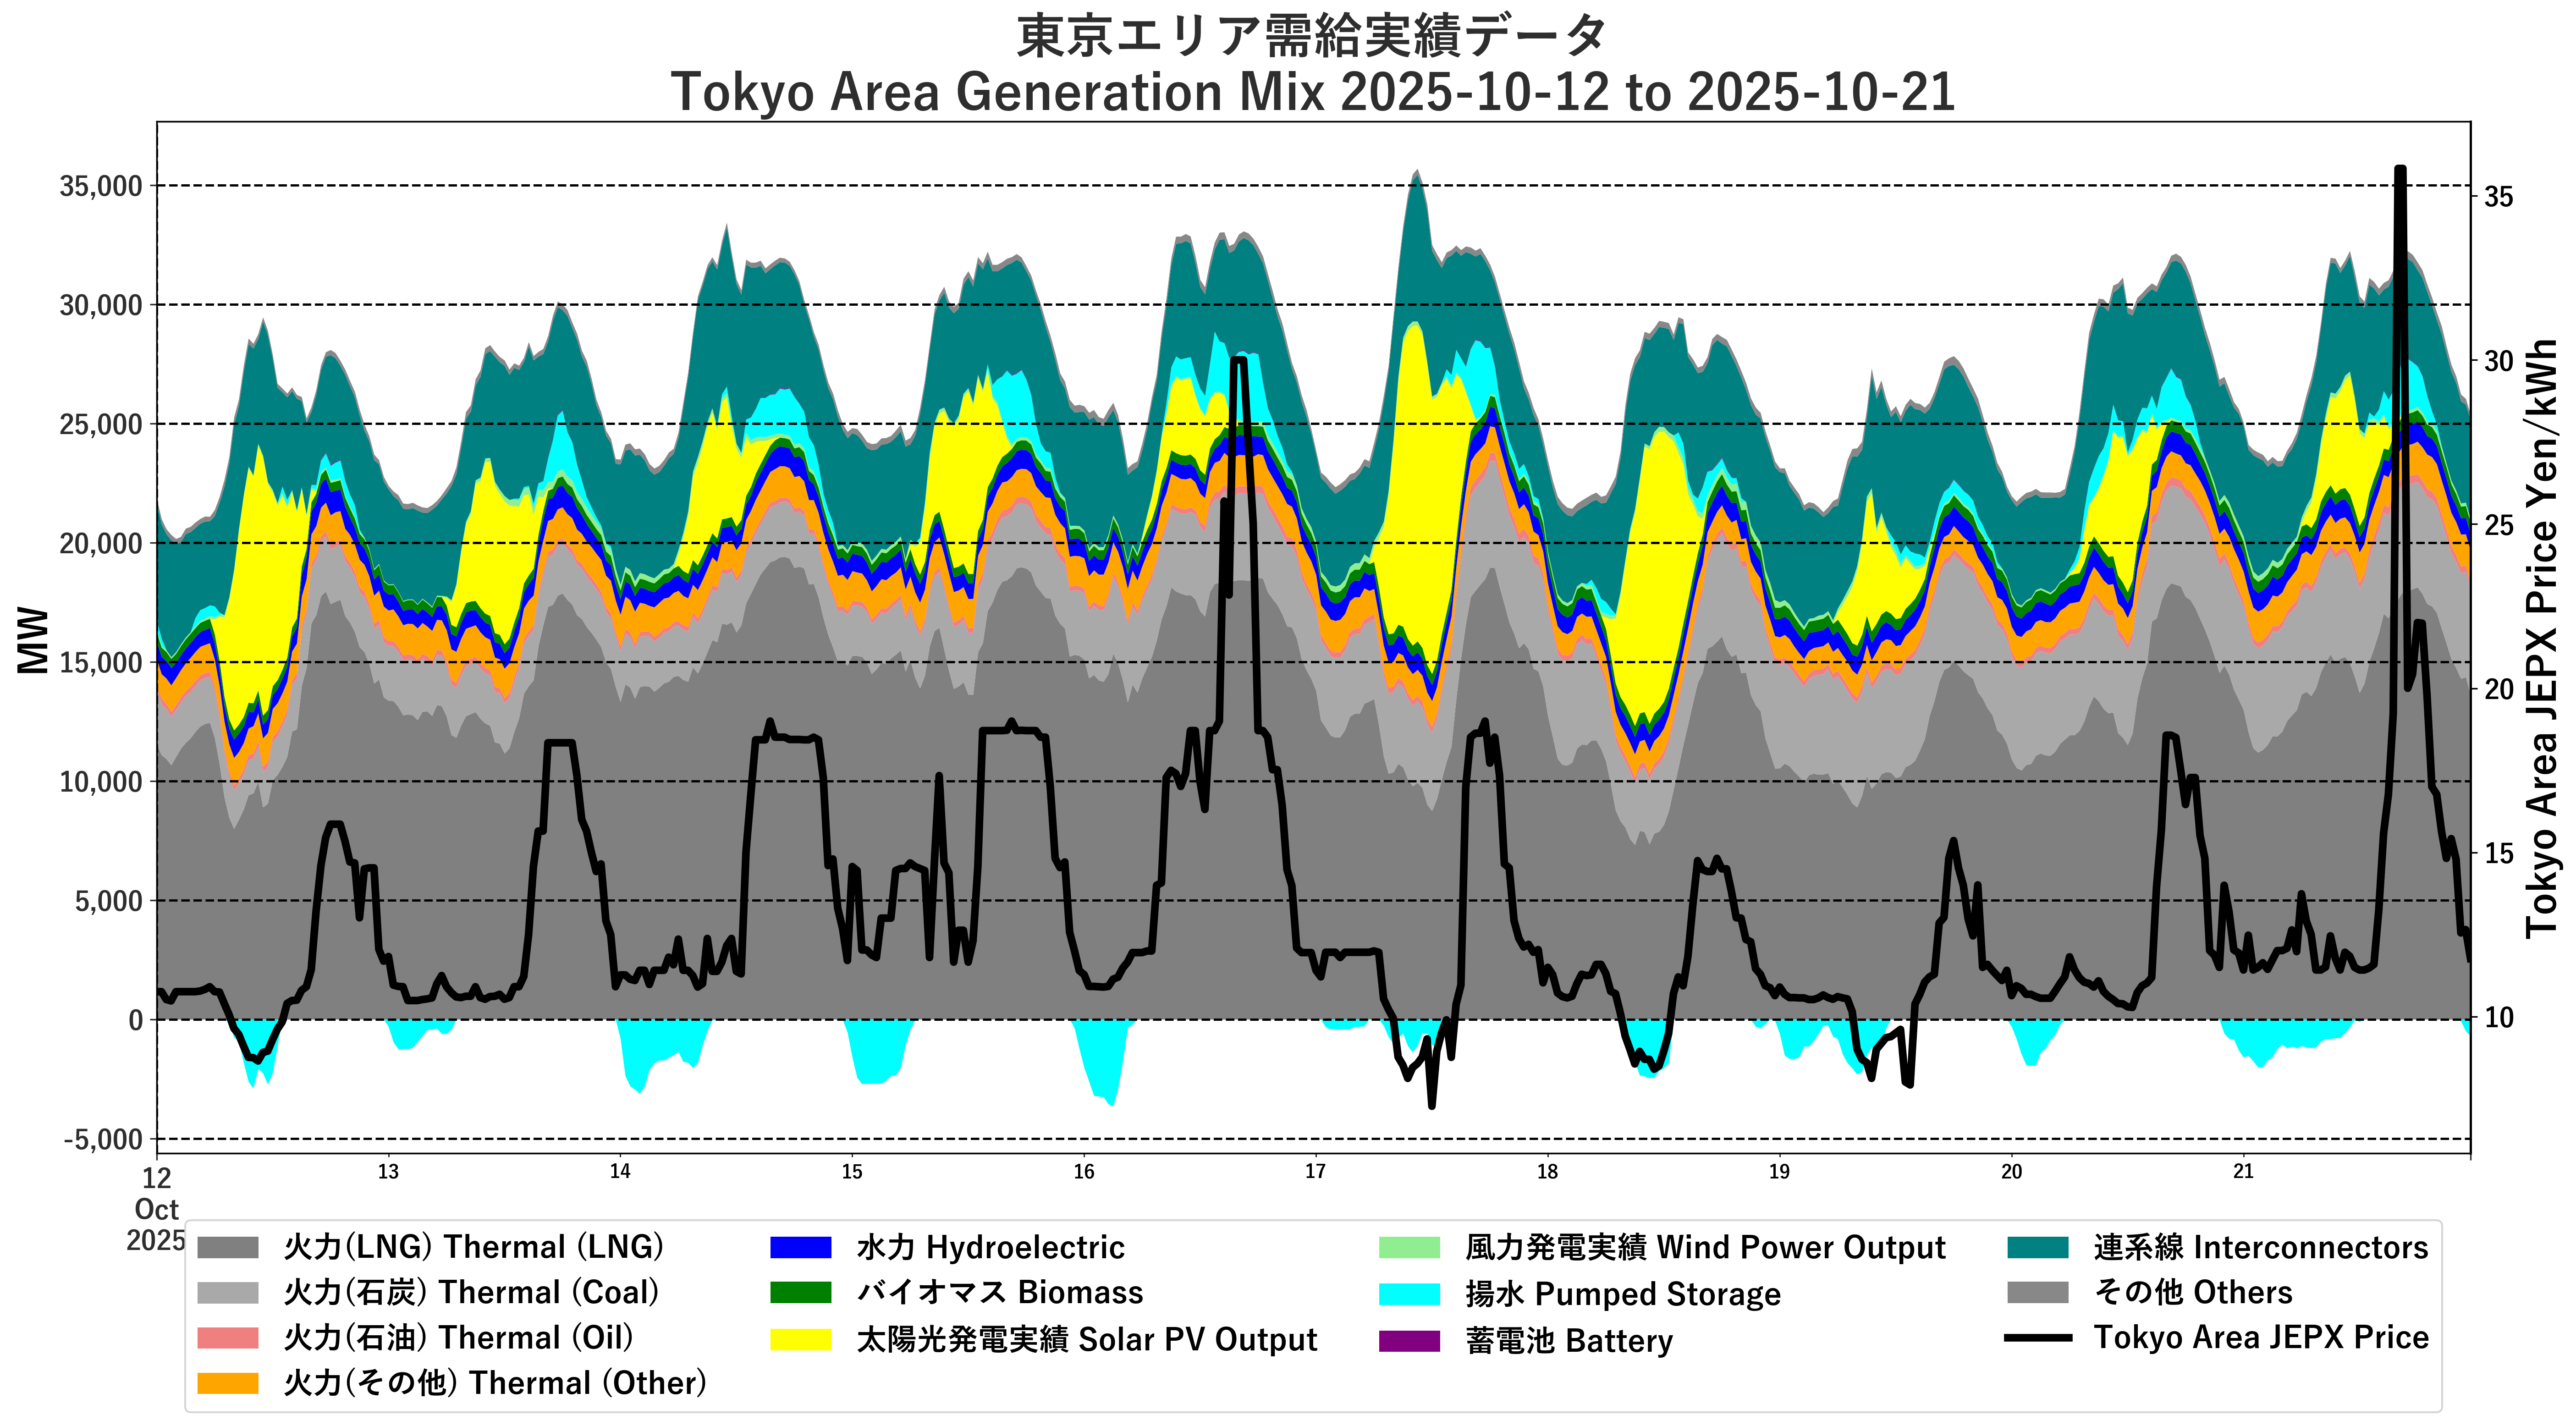 東京エリア需給実績データ
Tokyo Area Generation Mix 2025-10-12 to 2025-10-21
MW
35,000
30,000
25,000
20,000
15,000
10,000
5,000
0
-5,000
35
30
25
20
15
10
Tokyo Area JEPX Price Yen/kWh
12 13 14 15 16 17 18 19 20 21
Oct
2025
火力(LNG) Thermal (LNG)
火力(石炭) Thermal (Coal)
火力(石油) Thermal (Oil)
火力(その他) Thermal (Other)
水力 Hydroelectric
バイオマス Biomass
太陽光発電実績 Solar PV Output
風力発電実績 Wind Power Output
揚水 Pumped Storage
蓄電池 Battery
連系線 Interconnectors
その他 Others
Tokyo Area JEPX Price